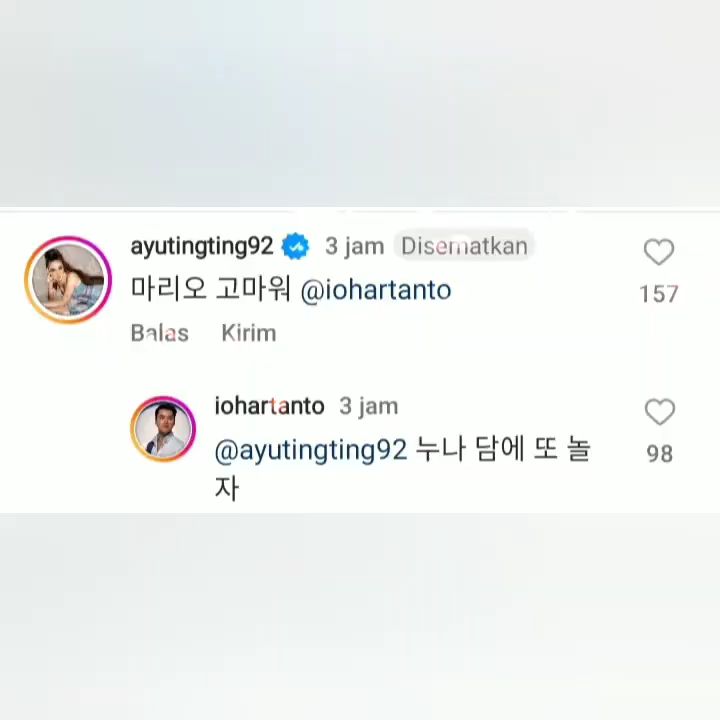 ayutingting92 3 jam Disematkan
마리오 고마워 @iohartanto
157
Balas Kirim
iohartanto 3 jam
@ayutingting92 누나 담에 또 놀
자
98